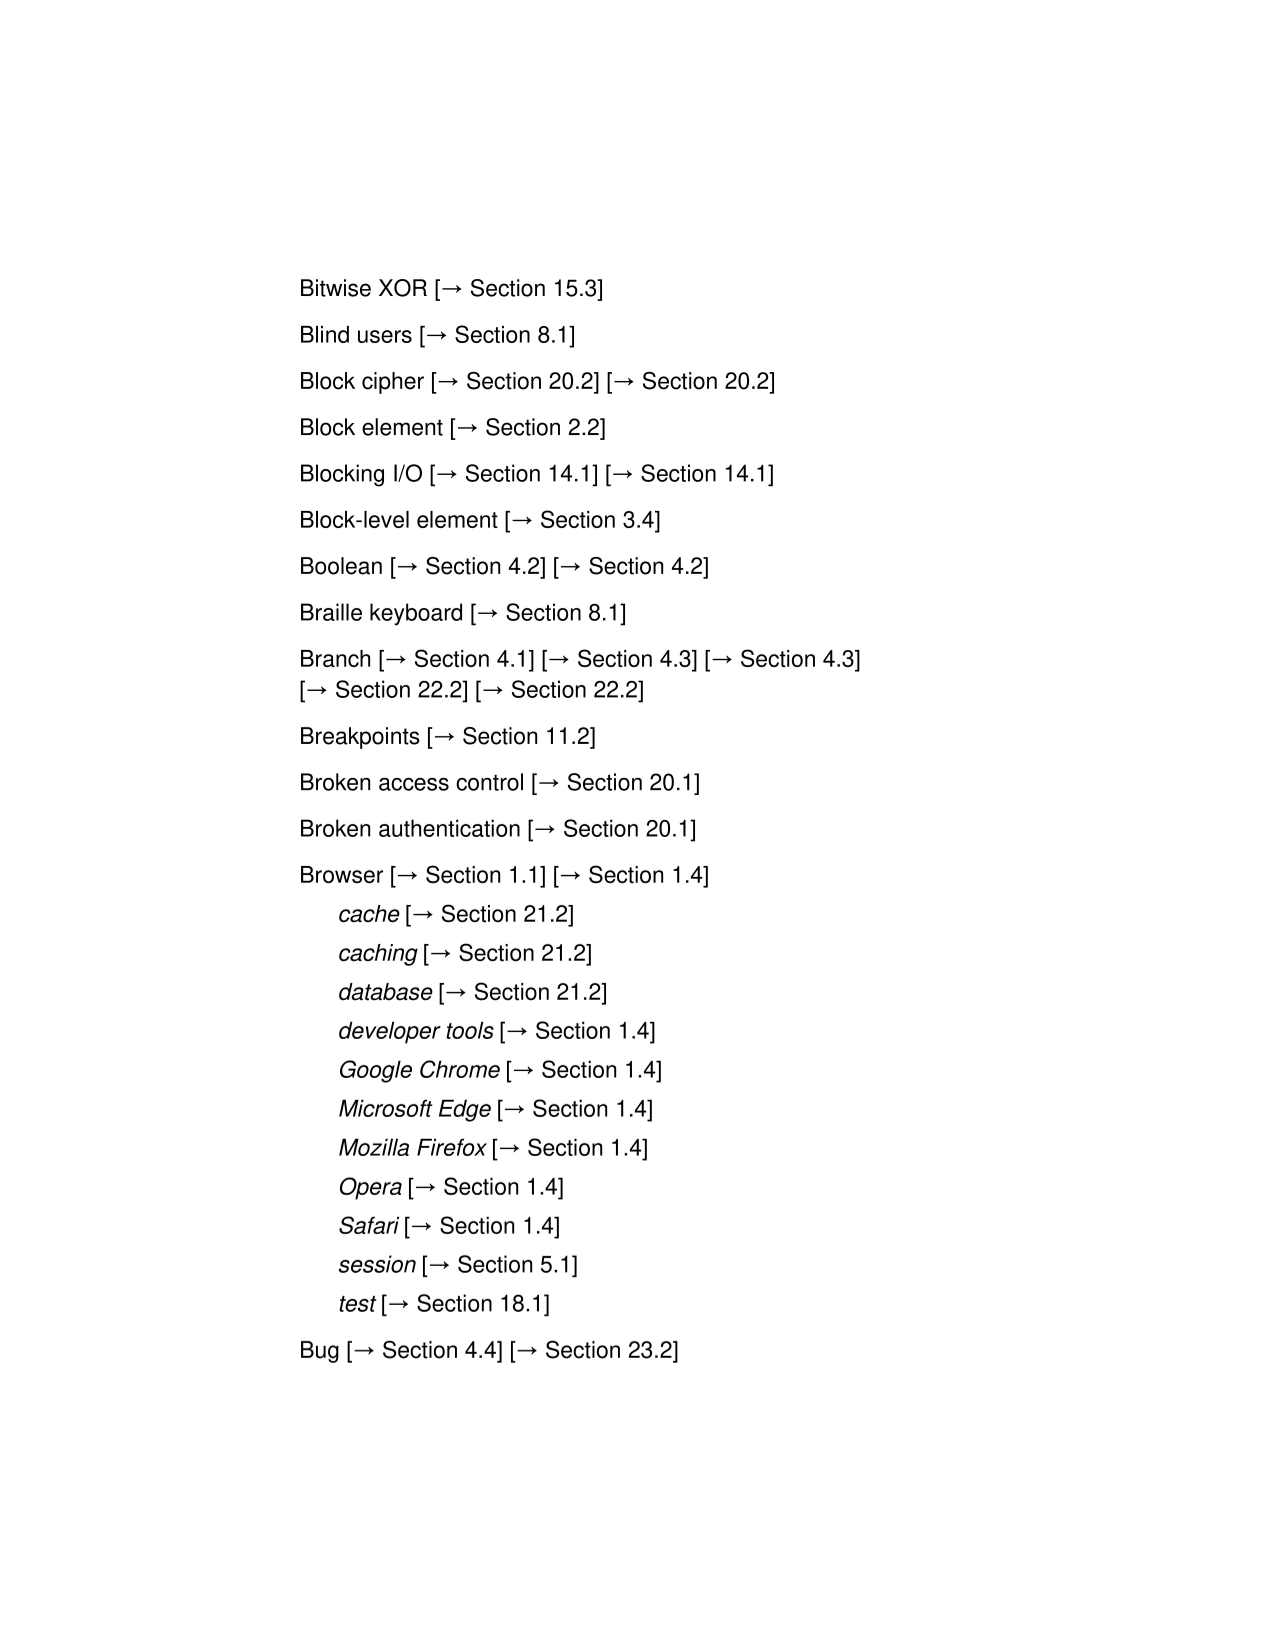 Bitwise XOR [→ Section 15.3]
Blind users [→ Section 8.1]
Block cipher [→ Section 20.2] [→ Section 20.2]
Block element [→ Section 2.2]
Blocking I/O [→ Section 14.1] [→ Section 14.1]
Block-level element [→ Section 3.4]
Boolean [→ Section 4.2] [→ Section 4.2]
Braille keyboard [→ Section 8.1]
Branch [→ Section 4.1] [→ Section 4.3] [→ Section 4.3]
[→ Section 22.2] [→ Section 22.2]
Breakpoints [→ Section 11.2]
Broken access control [→ Section 20.1]
Broken authentication [→ Section 20.1]
Browser [→ Section 1.1] [→ Section 1.4]
cache [→ Section 21.2]
caching [→ Section 21.2]
database [→ Section 21.2]
developer tools [→ Section 1.4]
Google Chrome [→ Section 1.4]
Microsoft Edge [→ Section 1.4]
Mozilla Firefox [→ Section 1.4]
Opera [→ Section 1.4]
Safari [→ Section 1.4]
session [→ Section 5.1]
test [→ Section 18.1]
Bug [→ Section 4.4] [→ Section 23.2]